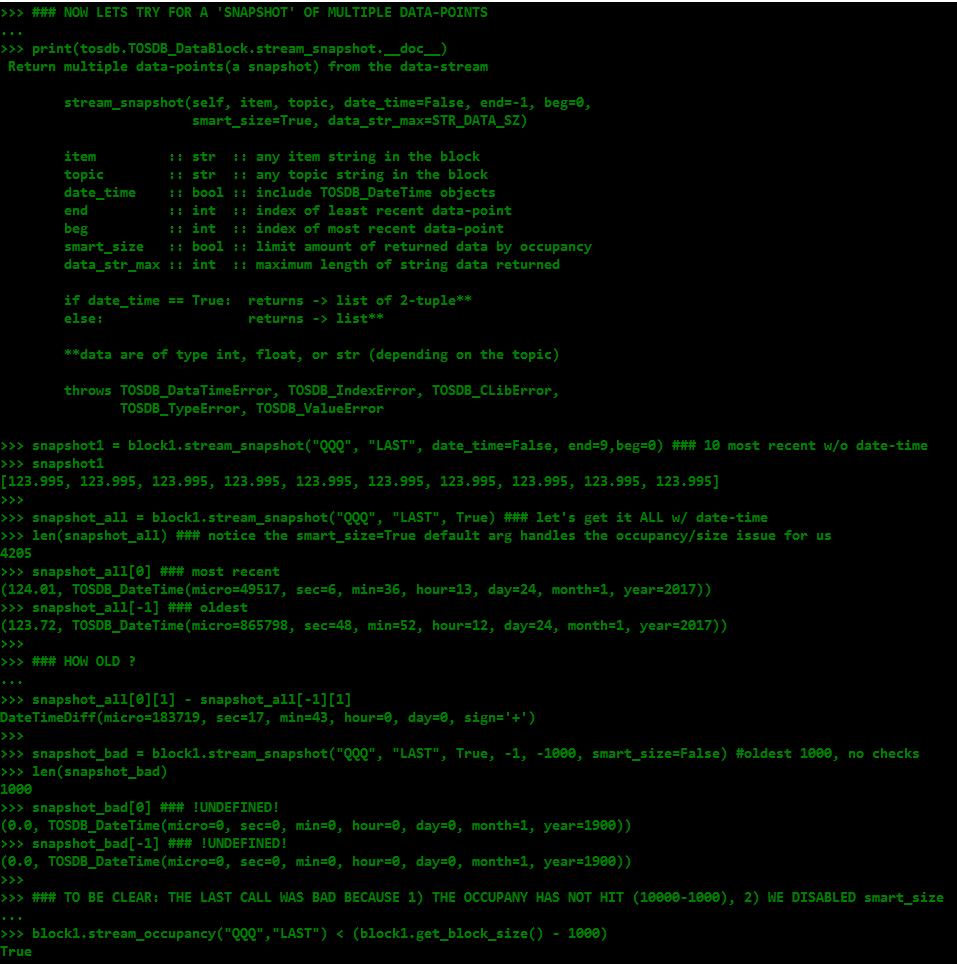 >>> ### NOW LETS TRY FOR A 'SNAPSHOT' OF MULTIPLE DATA-POINTS
...
>>> print(tosdb.TOSDB_DataBlock.stream_snapshot.__doc__)
 Return multiple data-points(a snapshot) from the data-stream
        stream_snapshot(self, item, topic, date_time=False, end=-1, beg=0,
                        smart_size=True, data_str_max=STR_DATA_SZ)
        item         :: str  :: any item string in the block
        topic        :: str  :: any topic string in the block
        date_time    :: bool :: include TOSDB_DateTime objects
        end          :: int  :: index of least recent data-point
        beg          :: int  :: index of most recent data-point
        smart_size   :: bool :: limit amount of returned data by occupancy
        data_str_max :: int  :: maximum length of string data returned
        if date_time == True:  returns -> list of 2-tuple**
        else:                  returns -> list**
        **data are of type int, float, or str (depending on the topic)
        throws TOSDB_DataTimeError, TOSDB_IndexError, TOSDB_CLibError,
               TOSDB_TypeError, TOSDB_ValueError
>>> snapshot1 = block1.stream_snapshot("QQQ", "LAST", date_time=False, end=9,beg=0) ### 10 most recent w/o date-time
>>> snapshot1
[123.995, 123.995, 123.995, 123.995, 123.995, 123.995, 123.995, 123.995, 123.995, 123.995]
>>>
>>> snapshot_all = block1.stream_snapshot("QQQ", "LAST", True) ### let's get it ALL w/ date-time
>>> len(snapshot_all) ### notice the smart_size=True default arg handles the occupancy/size issue for us
4205
>>> snapshot_all[0] ### most recent
(124.01, TOSDB_DateTime(micro=49517, sec=6, min=36, hour=13, day=24, month=1, year=2017))
>>> snapshot_all[-1] ### oldest
(123.72, TOSDB_DateTime(micro=865798, sec=48, min=52, hour=12, day=24, month=1, year=2017))
>>>
>>> ### HOW OLD ?
...
>>> snapshot_all[0][1] - snapshot_all[-1][1]
DateTimeDiff(micro=183719, sec=17, min=43, hour=0, day=0, sign='+')
>>>
>>> snapshot_bad = block1.stream_snapshot("QQQ", "LAST", True, -1, -1000, smart_size=False) #oldest 1000, no checks
>>> len(snapshot_bad)
1000
>>> snapshot_bad[0] ### !UNDEFINED!
(0.0, TOSDB_DateTime(micro=0, sec=0, min=0, hour=0, day=0, month=1, year=1900))
>>> snapshot_bad[-1] ### !UNDEFINED!
(0.0, TOSDB_DateTime(micro=0, sec=0, min=0, hour=0, day=0, month=1, year=1900))
>>>
>>> ### TO BE CLEAR: THE LAST CALL WAS BAD BECAUSE 1) THE OCCUPANY HAS NOT HIT (10000-1000), 2) WE DISABLED smart_size
...
>>> block1.stream_occupancy("QQQ","LAST") < (block1.get_block_size() - 1000)
True